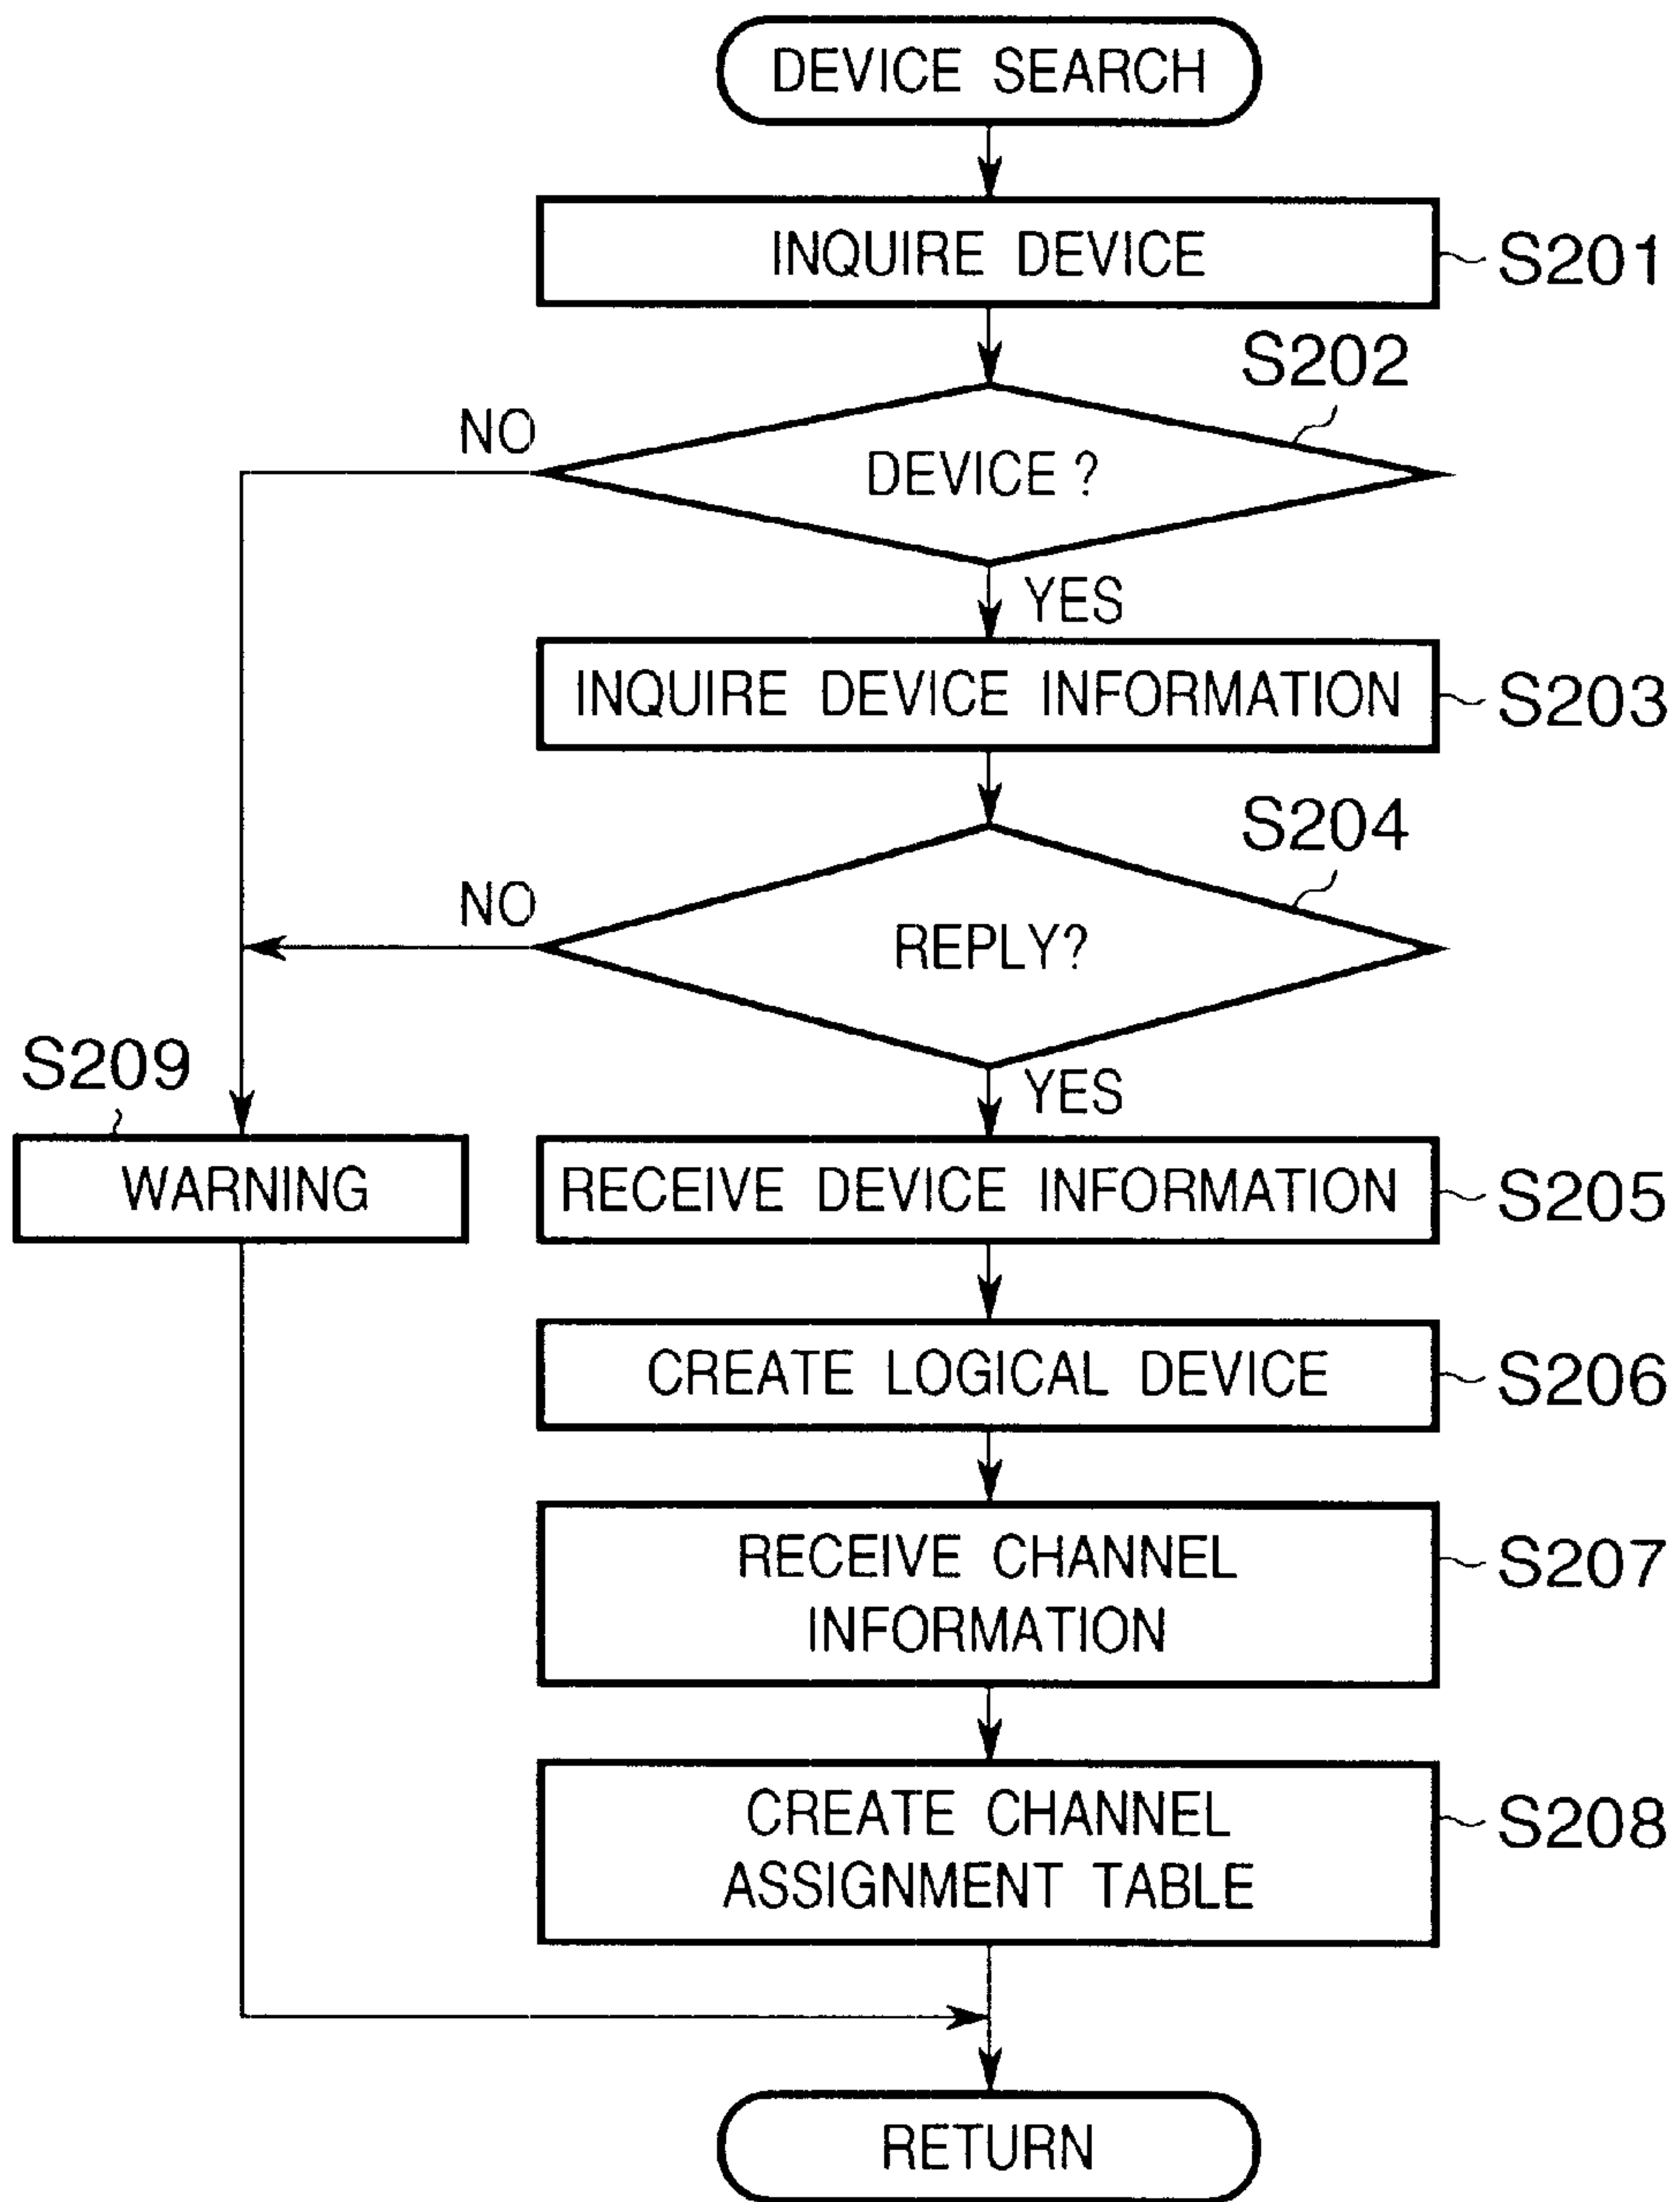 DEVICE SEARCH
INQUIRE DEVICE
S201
S202
NO
DEVICE ?
YES
INQUIRE DEVICE INFORMATION
S203
S204
NO
REPLY?
YES
S209
WARNING
RECEIVE DEVICE INFORMATION
S205
CREATE LOGICAL DEVICE
S206
RECEIVE CHANNEL
INFORMATION
S207
CREATE CHANNEL
ASSIGNMENT TABLE
S208
RETURN